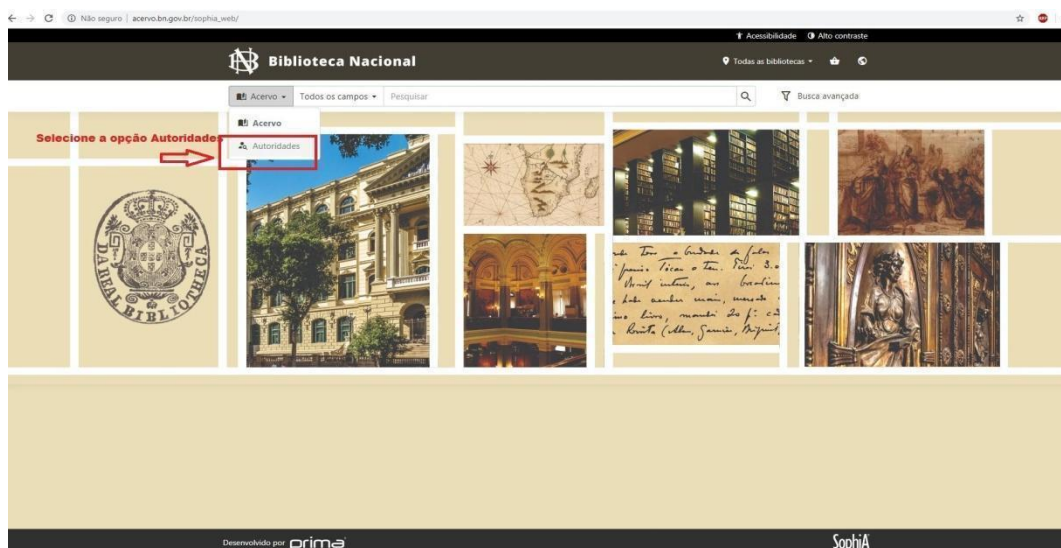 Não seguro | acervo.bn.gov.br/sophia_web/
Acessibilidade Alto contraste
Biblioteca Nacional
Todas as bibliotecas
Acervo Todos os campos Pesquisar Busca avançada
Acervo
Selecione a opção Autoridades
Autoridades
DA REAL BIBLIOTHECA
Desenvolvido por prima
SophiA